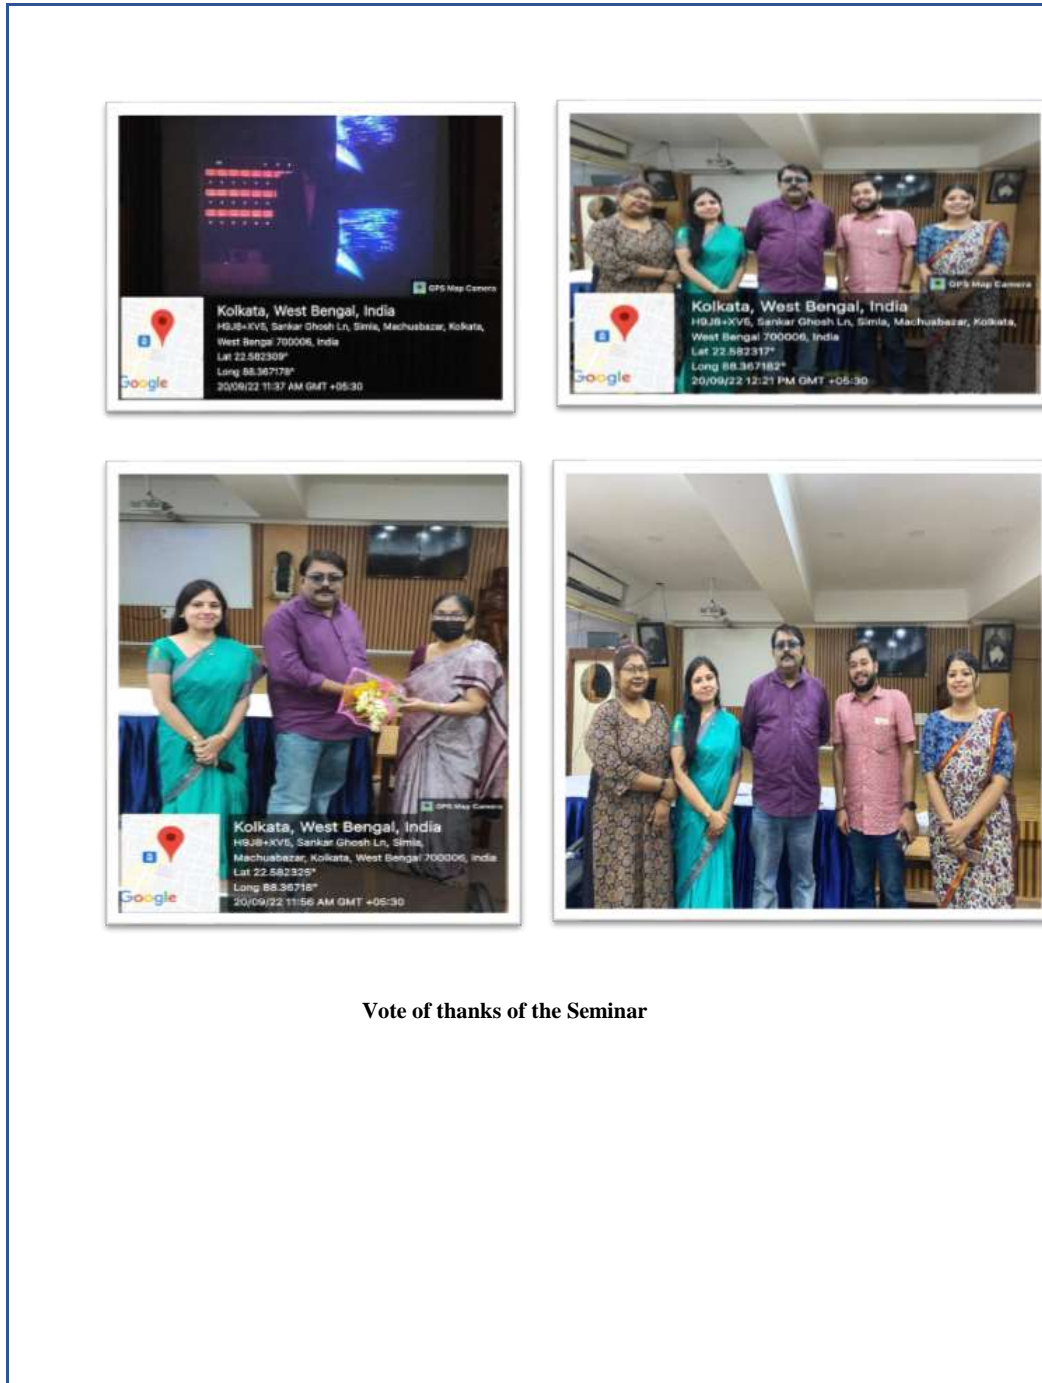 GPS Map Camera
Kolkata, West Bengal, India
H9J8+XV5, Sankar Ghosh Ln, Simla, Machuabazar, Kolkata,
West Bengal 700006, India
Lat 22.582309°
Long 88.367178°
20/09/22 11:37 AM GMT +05:30
Google
GPS Map Camera
Kolkata, West Bengal, India
H9J8+XV5, Sankar Ghosh Ln, Simla, Machuabazar, Kolkata,
West Bengal 700006, India
Lat 22.582317°
Long 88.367182°
20/09/22 12:21 PM GMT +05:30
Google
GPS Map Camera
Kolkata, West Bengal, India
H9J8+XV5, Sankar Ghosh Ln, Simla,
Machuabazar, Kolkata, West Bengal 700006, India
Lat 22.582325°
Long 88.36718°
20/09/22 11:56 AM GMT +05:30
Google
Vote of thanks of the Seminar